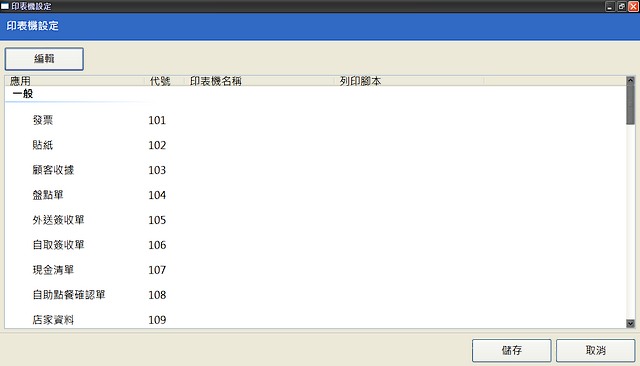 印表機設定
印表機設定
編輯
應用 代號 印表機名稱 列印腳本
一般
發票 101
貼紙 102
顧客收據 103
盤點單 104
外送簽收單 105
自取簽收單 106
現金清單 107
自助點餐確認單 108
店家資料 109
儲存 取消